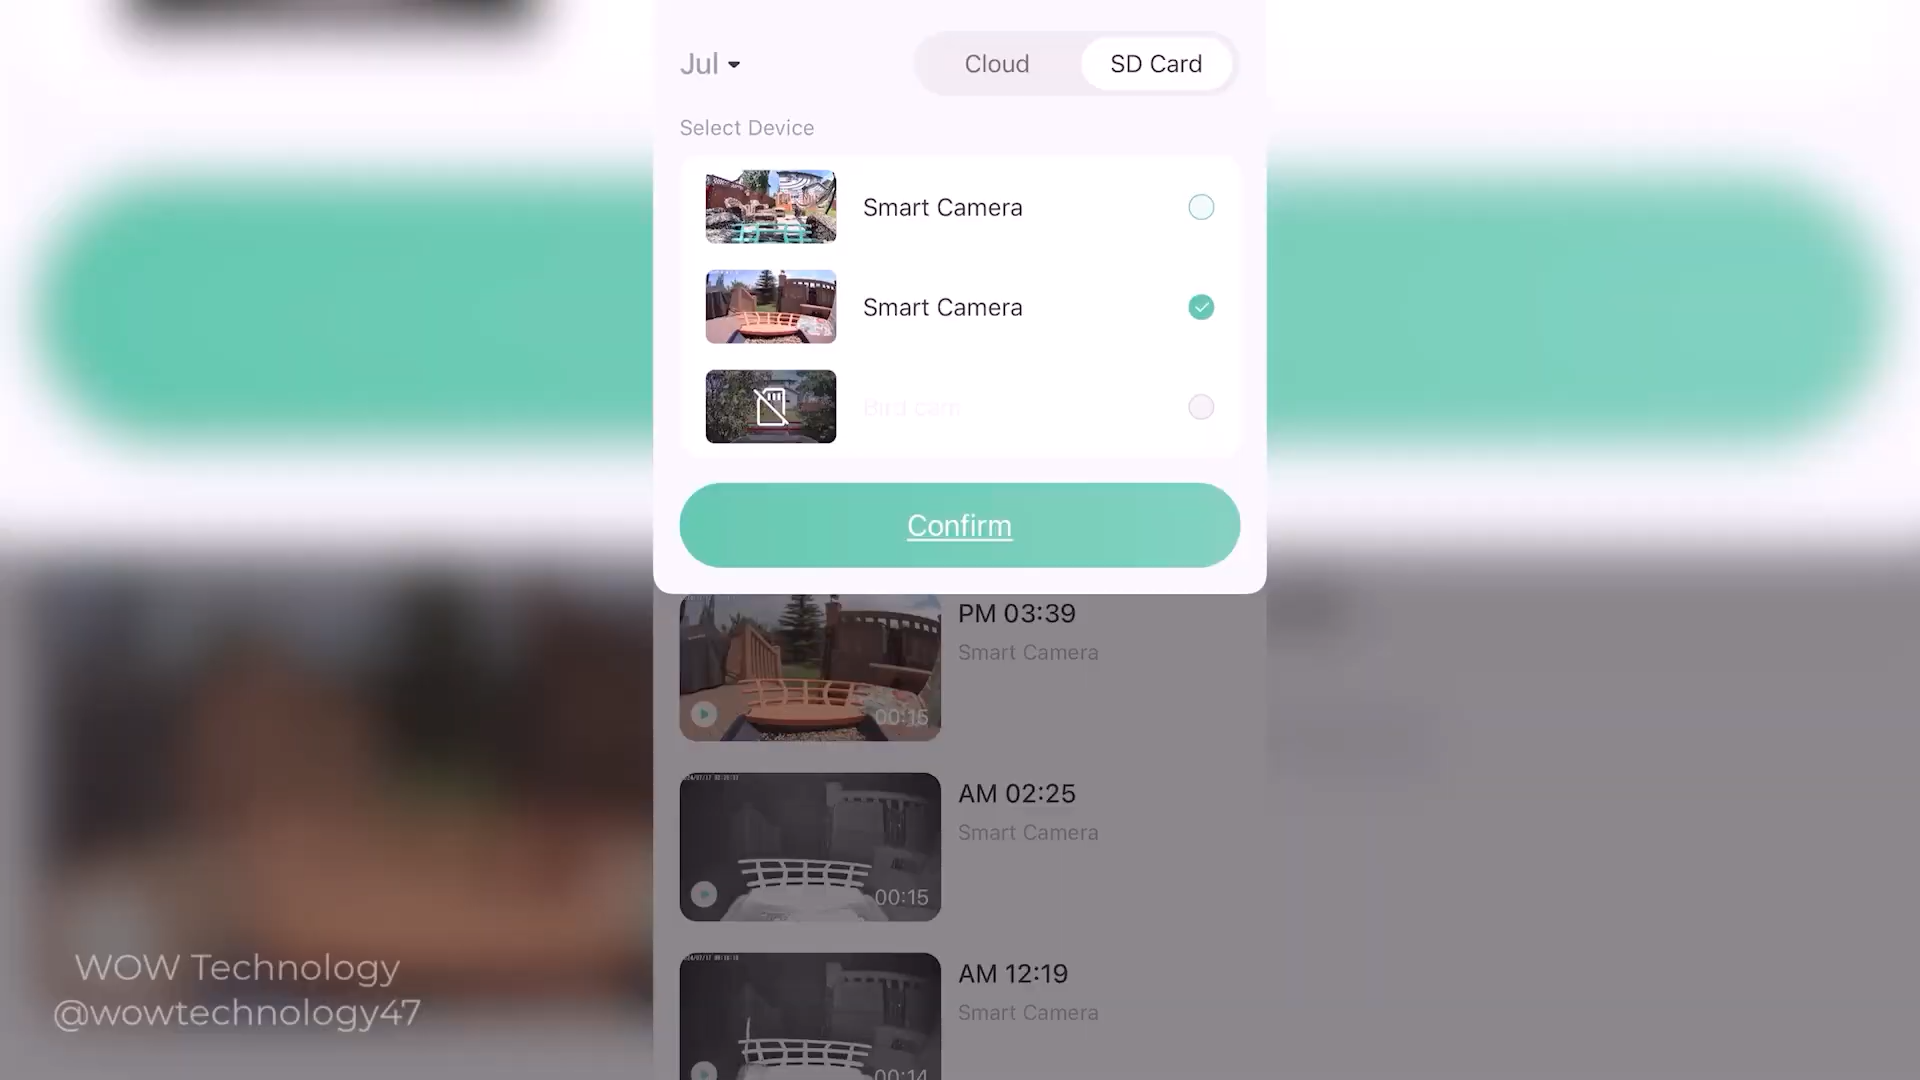 Jul
Cloud
SD Card
Select Device
Smart Camera
Smart Camera
Bird cam
Confirm
PM 03:39
Smart Camera
00:15
AM 02:25
Smart Camera
00:15
AM 12:19
Smart Camera
00:14
WOW Technology
@wowtechnology47